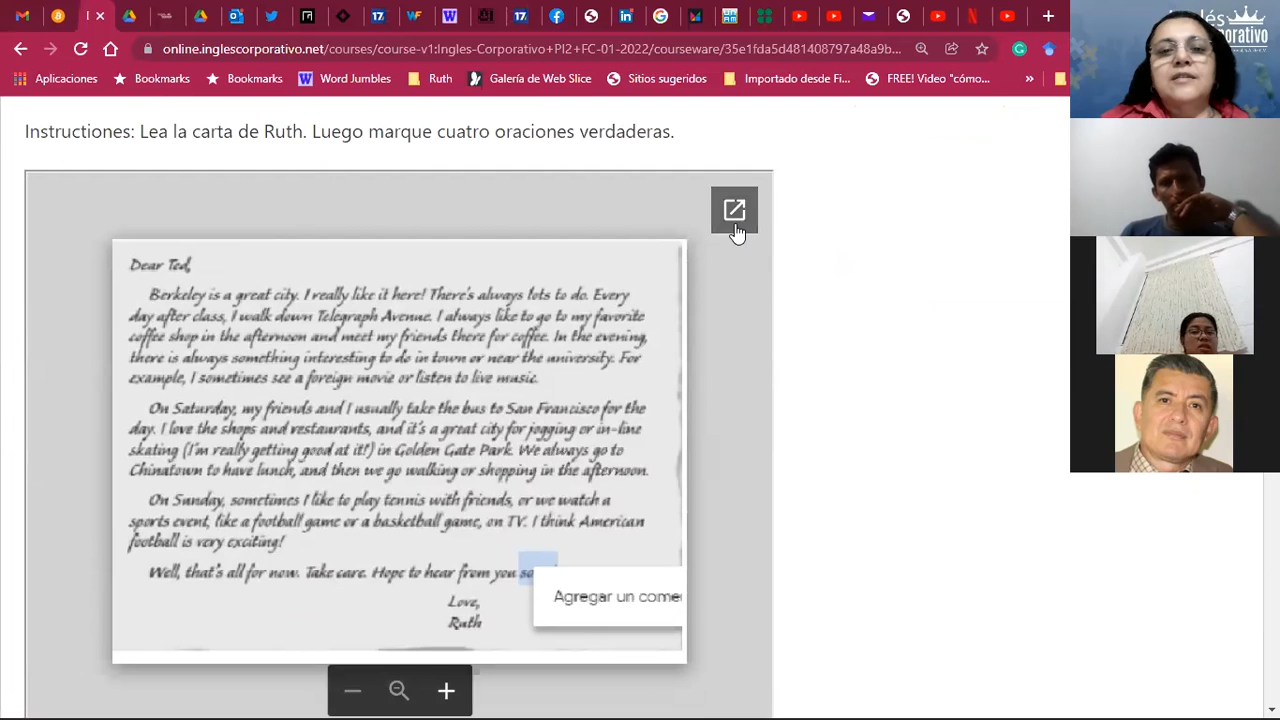 online.inglescorporativo.net/courses/course-v1:Ingles-Corporativo+PI2+FC-01-2022/courseware/35e1fda5d481408797a48a9b...
Aplicaciones Bookmarks Bookmarks Word Jumbles Ruth Galería de Web Slice Sitios sugeridos Importado desde Fi... FREE! Video "cómo... »
Instructiones: Lea la carta de Ruth. Luego marque cuatro oraciones verdaderas.
Dear Ted,
Berkeley is a great city. I really like it here! There's always lots to do. Every
day after class, I walk down Telegraph Avenue. I always like to go to my favorite
coffee shop in the afternoon and meet my friends there for coffee. In the evening,
there is always something interesting to do in town or near the university. For
example, I sometimes see a foreign movie or listen to live music.
On Saturday, my friends and I usually take the bus to San Francisco for the
day. I love the shops and restaurants, and it's a great city for jogging or in-line
skating (I'm really getting good at it!) in Golden Gate Park. We always go to
Chinatown to have lunch, and then we go walking or shopping in the afternoon.
On Sunday, sometimes I like to play tennis with friends, or we watch a
sports event, like a football game or a basketball game, on TV. I think American
football is very exciting!
Well, that's all for now. Take care. Hope to hear from you
Agregar un come
Love,
Ruth